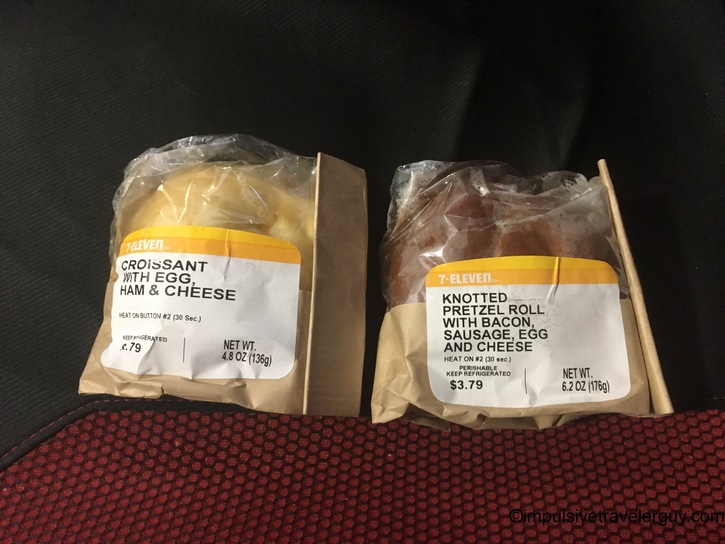 7-ELEVEn
CROISSANT
WITH EGG,
HAM & CHEESE
HEAT ON BUTTON #2 (30 Sec.)
KEEP REFRIGERATED
.79
NET WT.
4.8 OZ (136g)
7-ELEVEn
KNOTTED
PRETZEL ROLL
WITH BACON,
SAUSAGE, EGG
AND CHEESE
HEAT ON #2 (30 sec.)
PERISHABLE
KEEP REFRIGERATED
$3.79
NET WT.
6.2 OZ (176g)
©impulsivetravelerguy.com